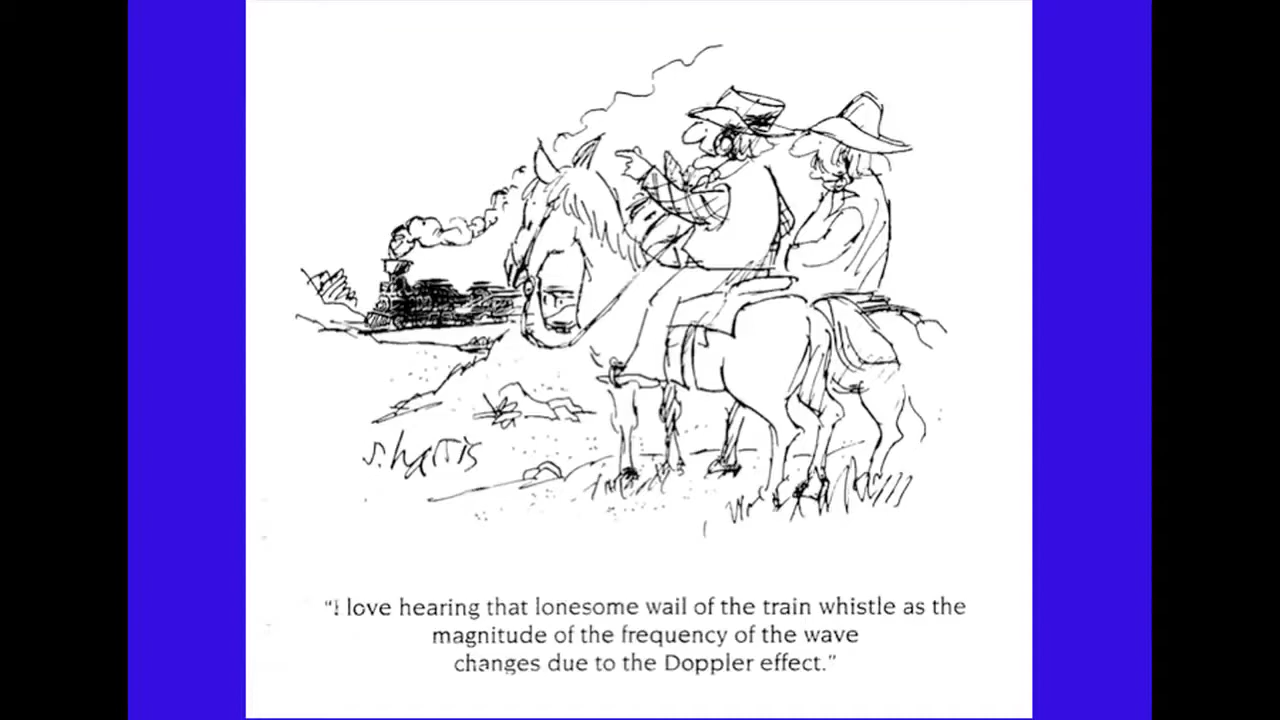 s. harris
"I love hearing that lonesome wail of the train whistle as the
magnitude of the frequency of the wave
changes due to the Doppler effect."